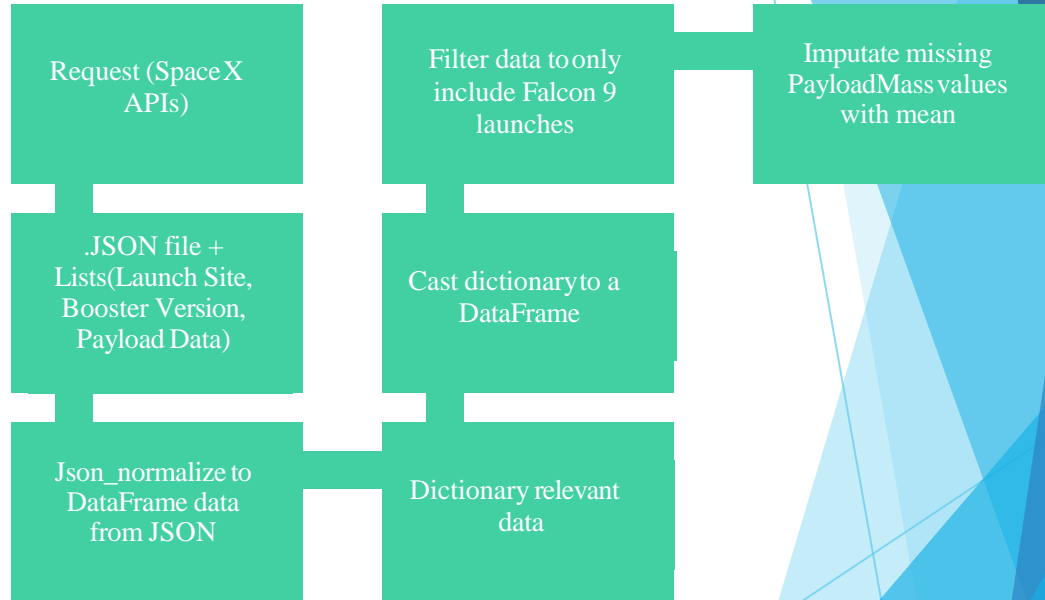 Request (Space X
APIs)
.JSON file +
Lists(Launch Site,
Booster Version,
Payload Data)
Json_normalize to
DataFrame data
from JSON
Dictionary relevant
data
Cast dictionary to a
DataFrame
Filter data to only
include Falcon 9
launches
Imputate missing
PayloadMass values
with mean